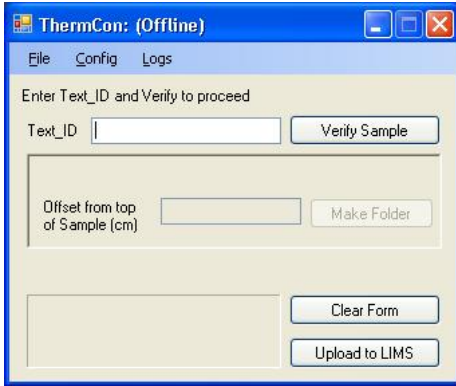 ThermCon: (Offline)
File Config Logs
Enter Text_ID and Verify to proceed
Text_ID Verify Sample
Offset from top
of Sample (cm)
Make Folder
Clear Form
Upload to LIMS